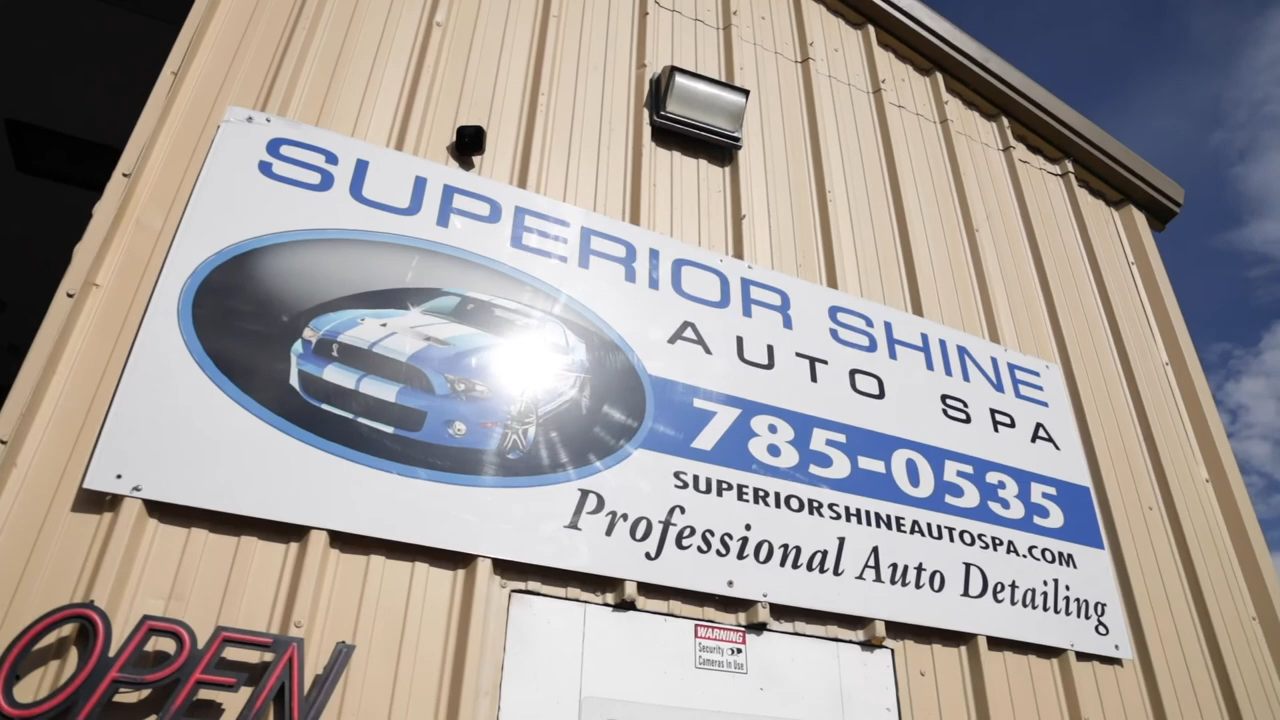 SUPERIOR SHINE
AUTO SPA
785-0535
SUPERIORSHINEAUTOSPA.COM
Professional Auto Detailing
WARNING
Security
Cameras In Use
OPEN